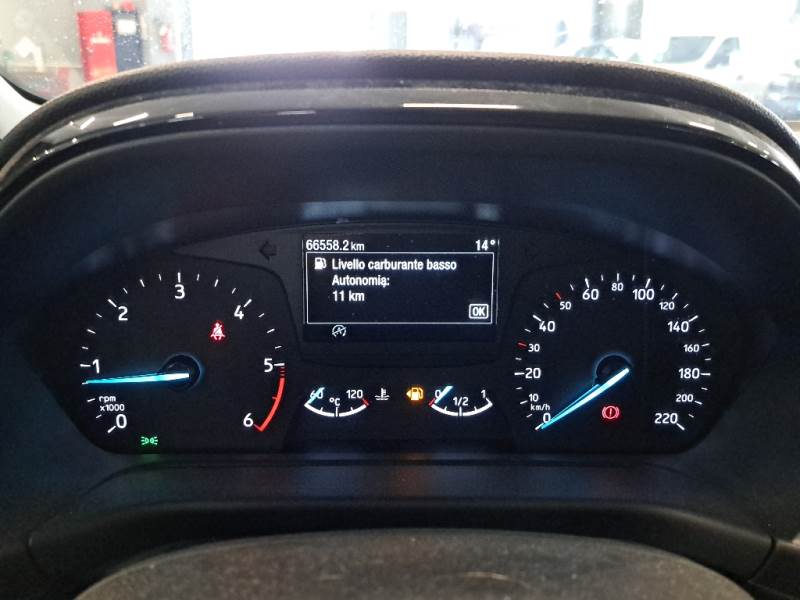 66558.2 km 14°
Livello carburante basso
Autonomia:
11 km
OK
0 1 2 3 4 5 6
rpm
x1000
60 °C 120
0 1/2 1
0 10 20 30 40 50 60 80 100 120 140 160 180 200 220
km/h